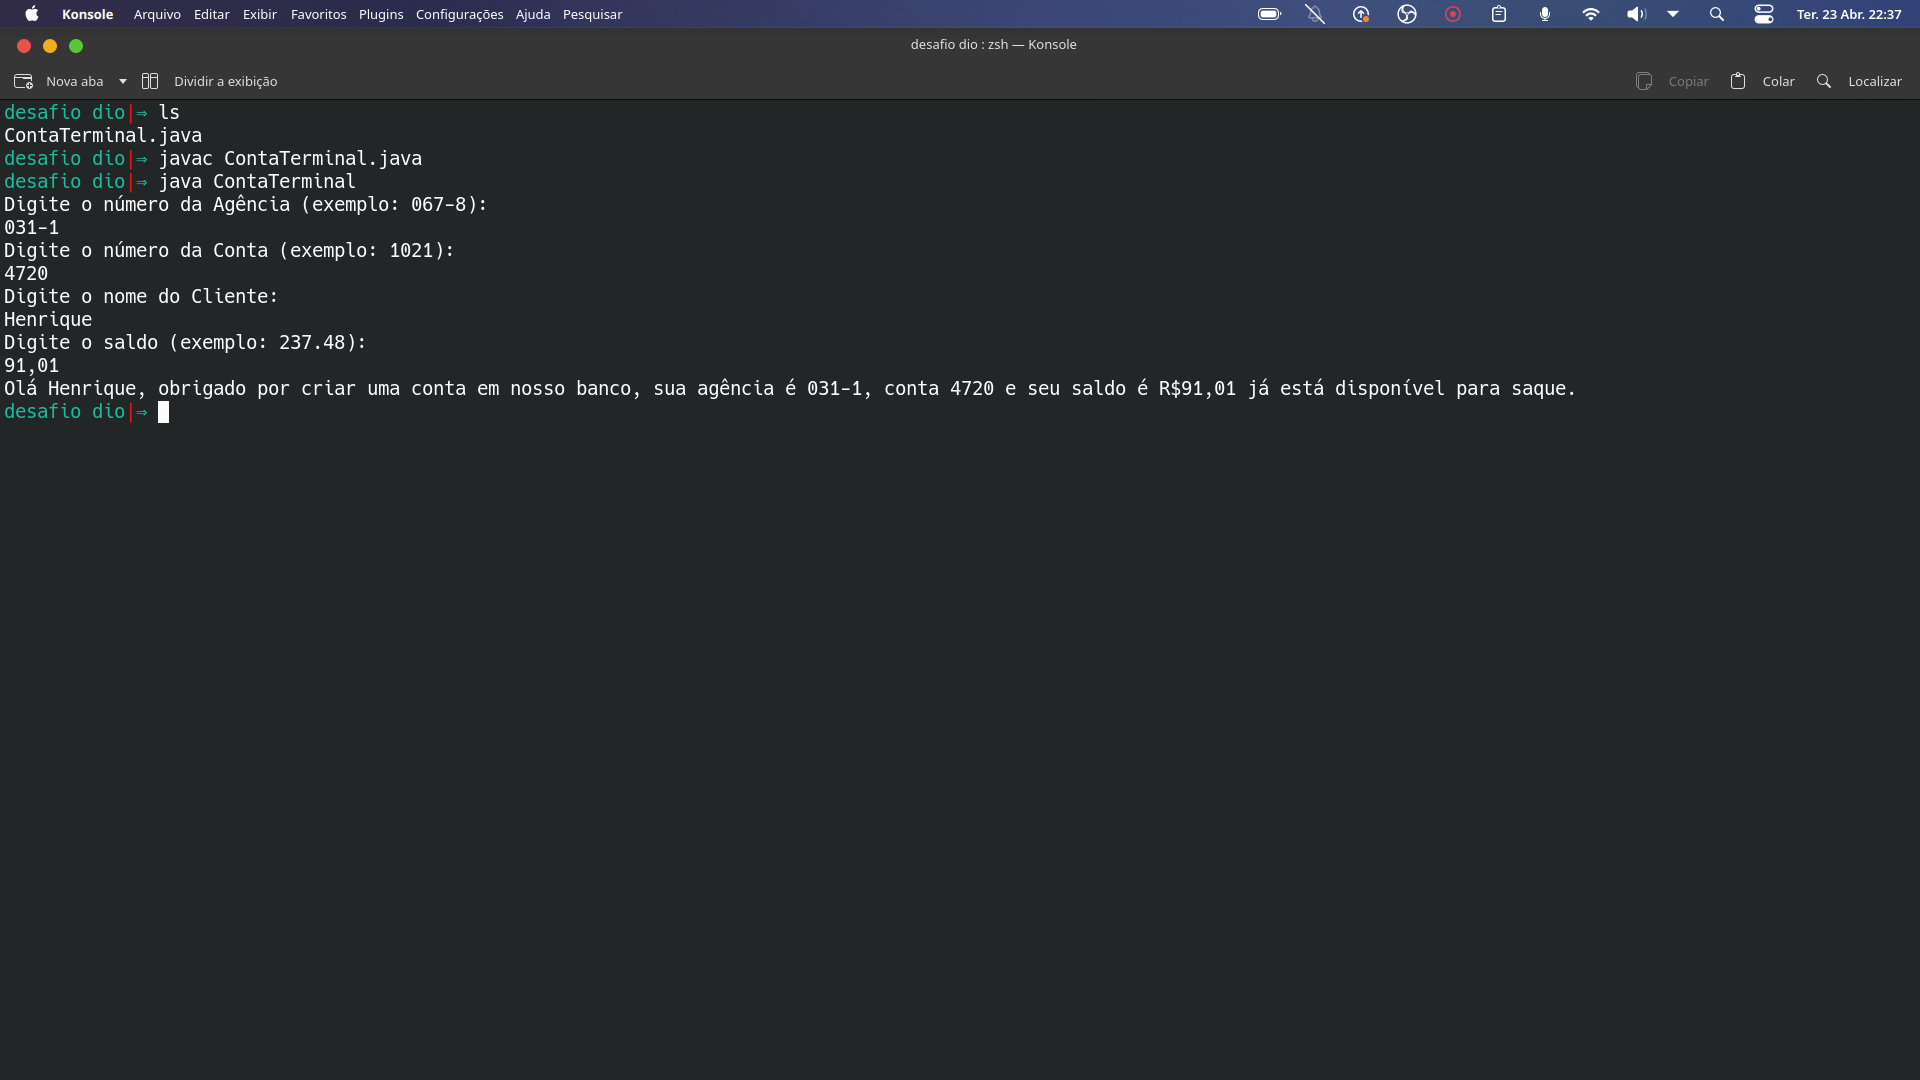 Konsole Arquivo Editar Exibir Favoritos Plugins Configurações Ajuda Pesquisar Ter. 23 Abr. 22:37
desafio dio : zsh — Konsole
Nova aba Dividir a exibição Copiar Colar Localizar
desafio dio|⇒ ls
ContaTerminal.java
desafio dio|⇒ javac ContaTerminal.java
desafio dio|⇒ java ContaTerminal
Digite o número da Agência (exemplo: 067-8):
031-1
Digite o número da Conta (exemplo: 1021):
4720
Digite o nome do Cliente:
Henrique
Digite o saldo (exemplo: 237.48):
91,01
Olá Henrique, obrigado por criar uma conta em nosso banco, sua agência é 031-1, conta 4720 e seu saldo é R$91,01 já está disponível para saque.
desafio dio|⇒